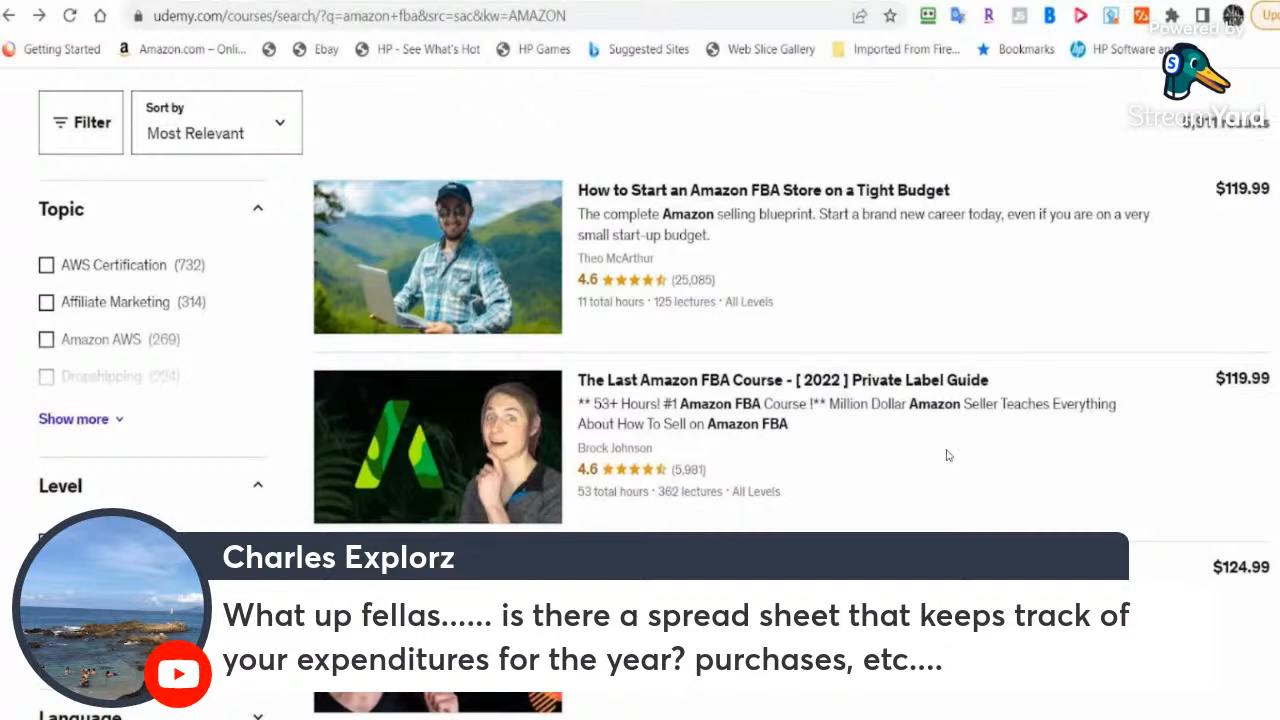 udemy.com/courses/search/?q=amazon+fba&src=sac&kw=AMAZON
Getting Started
Amazon.com – Onli...
Ebay
HP - See What's Hot
HP Games
Suggested Sites
Web Slice Gallery
Imported From Fire...
Bookmarks
HP Software an
Powered by
StreamYard
Filter
Sort by
Most Relevant
results
Topic
AWS Certification (732)
Affiliate Marketing (314)
Amazon AWS (269)
Dropshipping
Show more
Level
Language
How to Start an Amazon FBA Store on a Tight Budget
$119.99
The complete Amazon selling blueprint. Start a brand new career today, even if you are on a very
small start-up budget.
Theo McArthur
4.6 (25,085)
11 total hours · 125 lectures · All Levels
The Last Amazon FBA Course - [ 2022 ] Private Label Guide
$119.99
** 53+ Hours! #1 Amazon FBA Course !** Million Dollar Amazon Seller Teaches Everything
About How To Sell on Amazon FBA
Brock Johnson
4.6 (5,981)
53 total hours · 362 lectures · All Levels
$124.99
Charles Explorz
What up fellas...... is there a spread sheet that keeps track of
your expenditures for the year? purchases, etc....